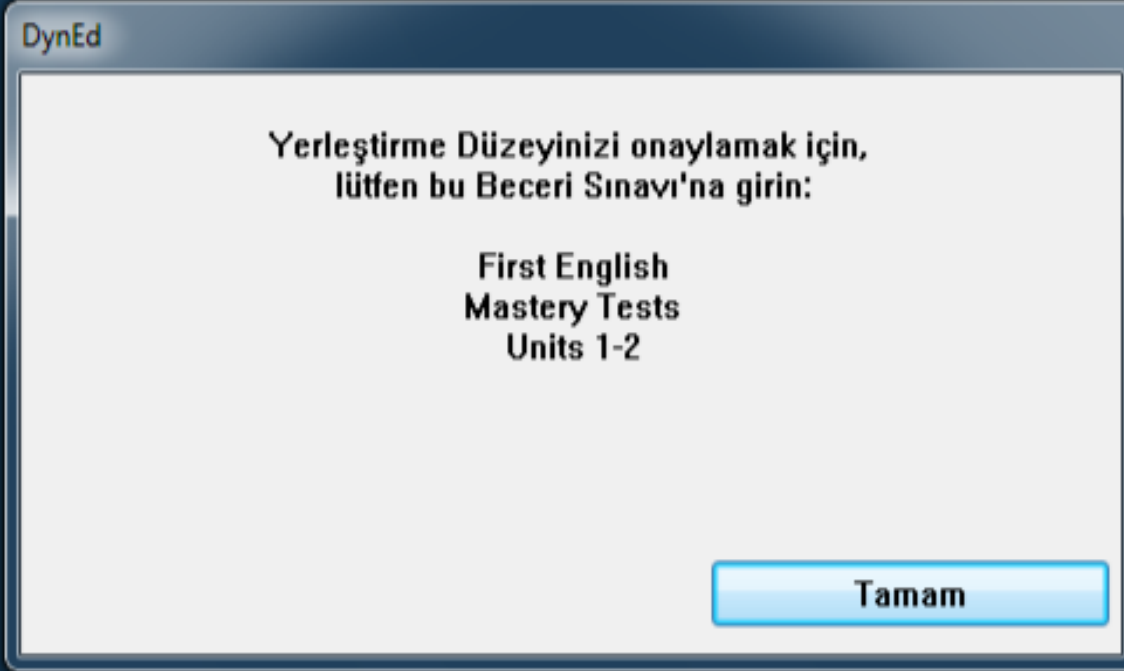 DynEd
Yerleştirme Düzeyinizi onaylamak için,
lütfen bu Beceri Sınavı'na girin:
First English
Mastery Tests
Units 1-2
Tamam